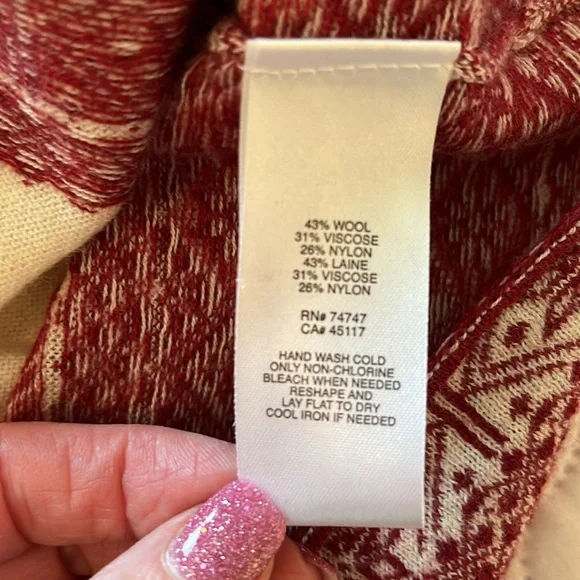 43% WOOL
31% VISCOSE
26% NYLON
43% LAINE
31% VISCOSE
26% NYLON
RN# 74747
CA# 45117
HAND WASH COLD
ONLY NON-CHLORINE
BLEACH WHEN NEEDED
RESHAPE AND
LAY FLAT TO DRY
COOL IRON IF NEEDED